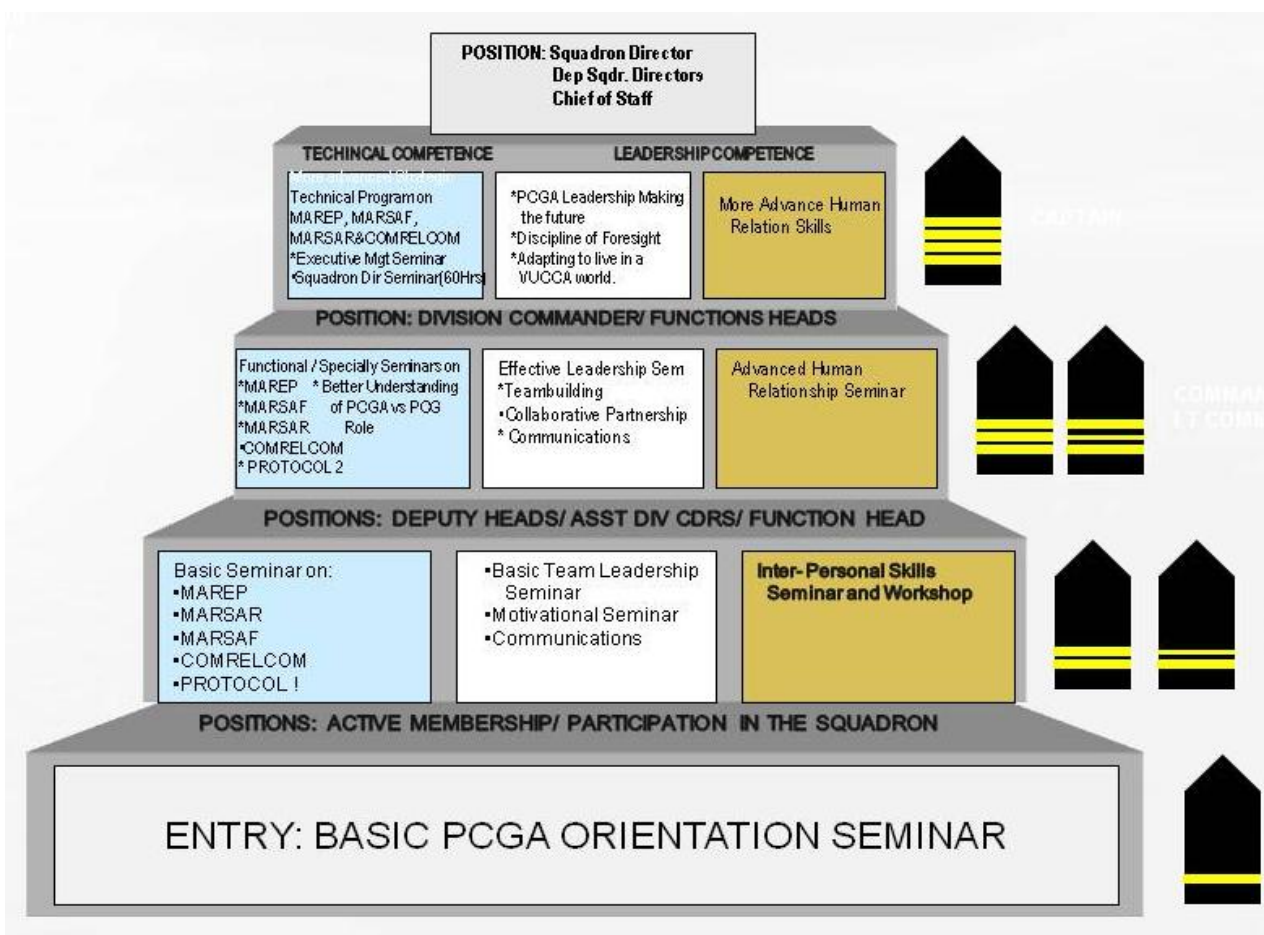 POSITION: Squadron Director
Dep Sqdr. Directors
Chief of Staff
TECHINCAL COMPETENCE
LEADERSHIP COMPETENCE
More advanced Strategic
Technical Program on
MAREP, MARSAF,
MARSAR&COMRELCOM
*Executive Mgt Seminar
•Squadron Dir Seminar(60Hrs)
*PCGA Leadership Making
the future
*Discipline of Foresight
*Adapting to live in a
VUCCA world.
More Advance Human
Relation Skills
CAPTAIN
POSITION: DIVISION COMMANDER/ FUNCTIONS HEADS
Functional / Specially Seminars on
*MAREP * Better Understanding
*MARSAF of PCGA vs PCG
*MARSAR Role
•COMRELCOM
* PROTOCOL 2
Effective Leadership Sem
*Teambuilding
•Collaborative Partnership
* Communications
Advanced Human
Relationship Seminar
POSITIONS: DEPUTY HEADS/ ASST DIV CDRS/ FUNCTION HEAD
Basic Seminar on:
▪MAREP
▪MARSAR
▪MARSAF
▪COMRELCOM
▪PROTOCOL !
▪Basic Team Leadership
Seminar
▪Motivational Seminar
▪Communications
Inter- Personal Skills
Seminar and Workshop
POSITIONS: ACTIVE MEMBERSHIP/ PARTICIPATION IN THE SQUADRON
ENTRY: BASIC PCGA ORIENTATION SEMINAR